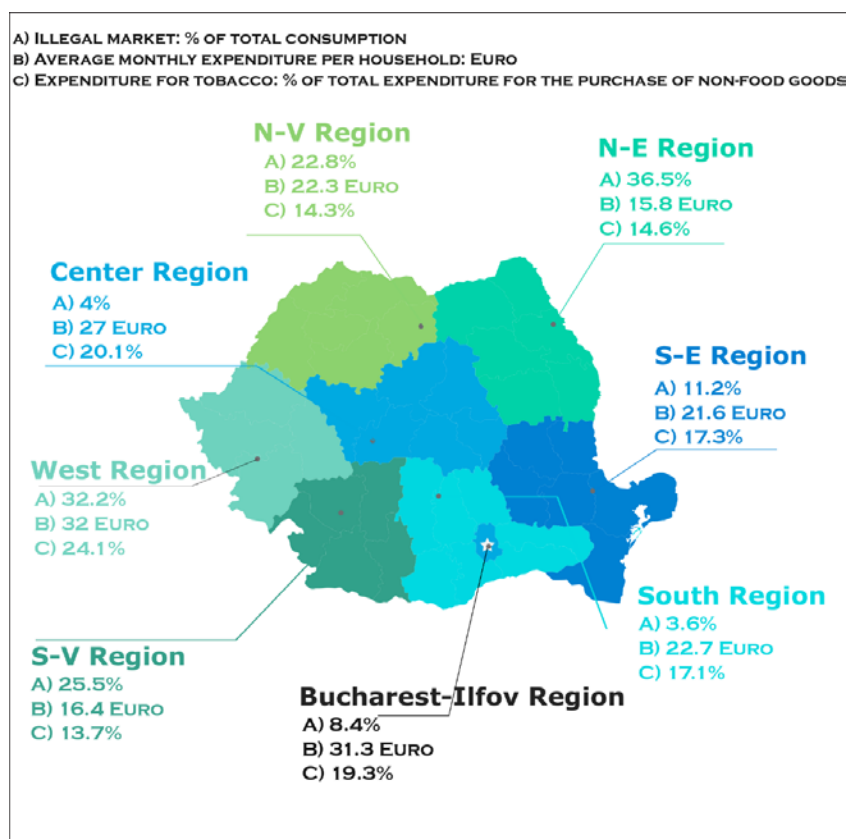 A) Illegal market: % of total consumption
B) Average monthly expenditure per household: Euro
C) Expenditure for tobacco: % of total expenditure for the purchase of non-food goods
N-V Region
A) 22.8%
B) 22.3 Euro
C) 14.3%
N-E Region
A) 36.5%
B) 15.8 Euro
C) 14.6%
Center Region
A) 4%
B) 27 Euro
C) 20.1%
S-E Region
A) 11.2%
B) 21.6 Euro
C) 17.3%
West Region
A) 32.2%
B) 32 Euro
C) 24.1%
South Region
A) 3.6%
B) 22.7 Euro
C) 17.1%
S-V Region
A) 25.5%
B) 16.4 Euro
C) 13.7%
Bucharest-Ilfov Region
A) 8.4%
B) 31.3 Euro
C) 19.3%